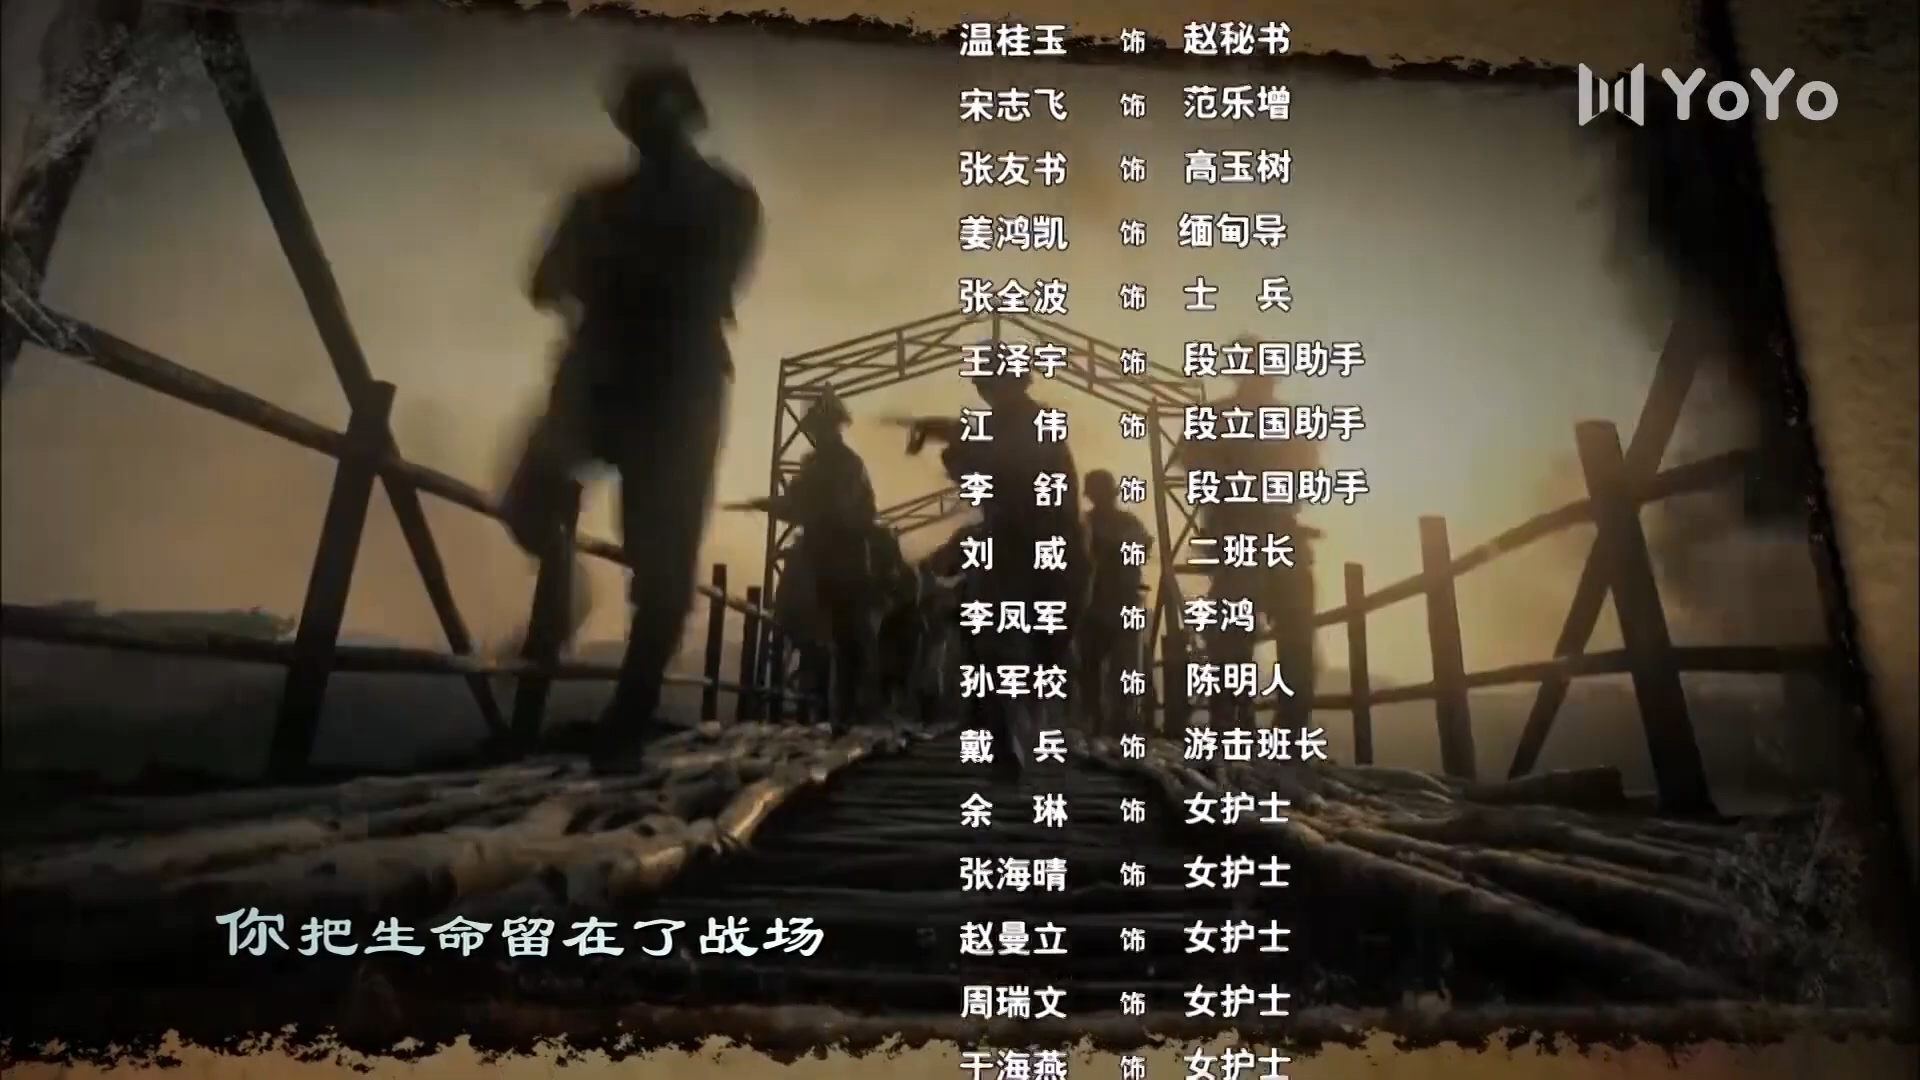 温桂玉 饰 赵秘书
宋志飞 饰 范乐增
张友书 饰 高玉树
姜鸿凯 饰 缅甸导
张全波 饰 士 兵
王泽宇 饰 段立国助手
江 伟 饰 段立国助手
李 舒 饰 段立国助手
刘 威 饰 二班长
李凤军 饰 李鸿
孙军校 饰 陈明人
戴 兵 饰 游击班长
余 琳 饰 女护士
张海晴 饰 女护士
赵曼立 饰 女护士
周瑞文 饰 女护士
于海燕 饰 女护士
你把生命留在了战场
YoYo